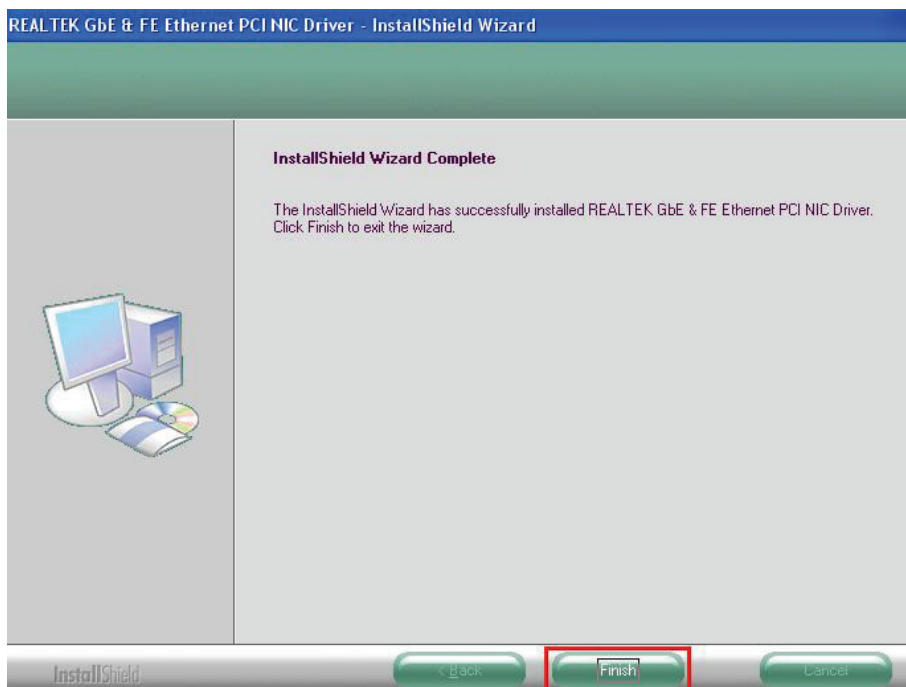 REALTEK GbE & FE Ethernet PCI NIC Driver - InstallShield Wizard
InstallShield Wizard Complete
The InstallShield Wizard has successfully installed REALTEK GbE & FE Ethernet PCI NIC Driver.
Click Finish to exit the wizard.
InstallShield
< Back
Finish
Cancel